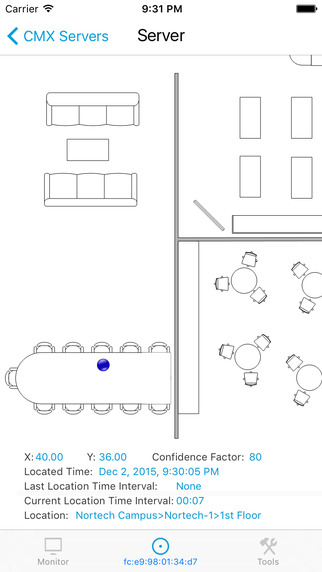 Carrier 9:31 PM
CMX Servers Server
X: 40.00 Y: 36.00 Confidence Factor: 80
Located Time: Dec 2, 2015, 9:30:05 PM
Last Location Time Interval: None
Current Location Time Interval: 00:07
Location: Nortech Campus>Nortech-1>1st Floor
Monitor fc:e9:98:01:34:d7 Tools